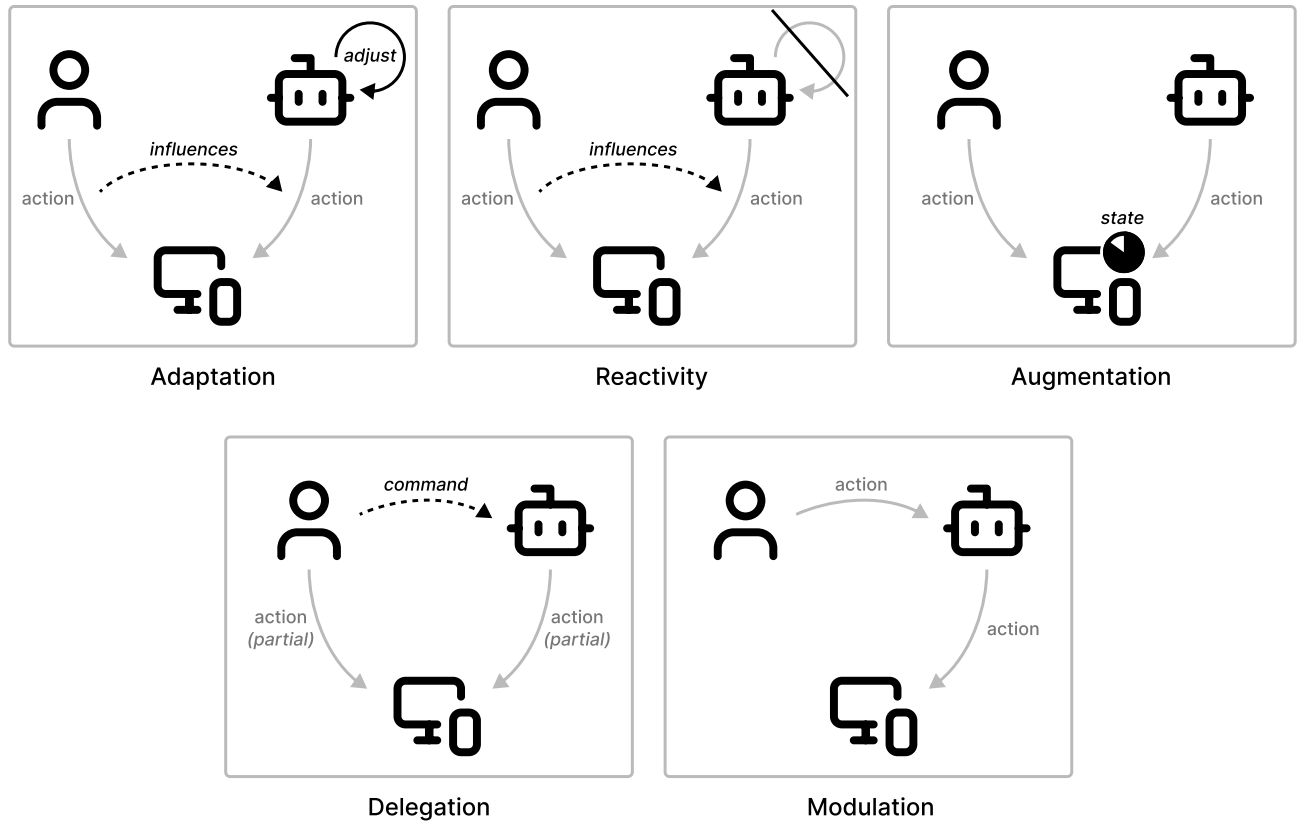 adjust
influences
action
action
Adaptation
influences
action
action
Reactivity
state
action
action
Augmentation
command
action
(partial)
action
(partial)
Delegation
action
action
Modulation